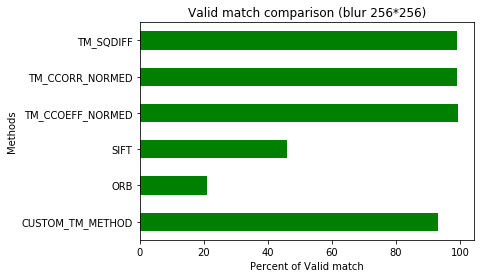 Valid match comparison (blur 256*256)
TM_SQDIFF
TM_CCORR_NORMED
TM_CCOEFF_NORMED
SIFT
ORB
CUSTOM_TM_METHOD
Methods
0 20 40 60 80 100
Percent of Valid match